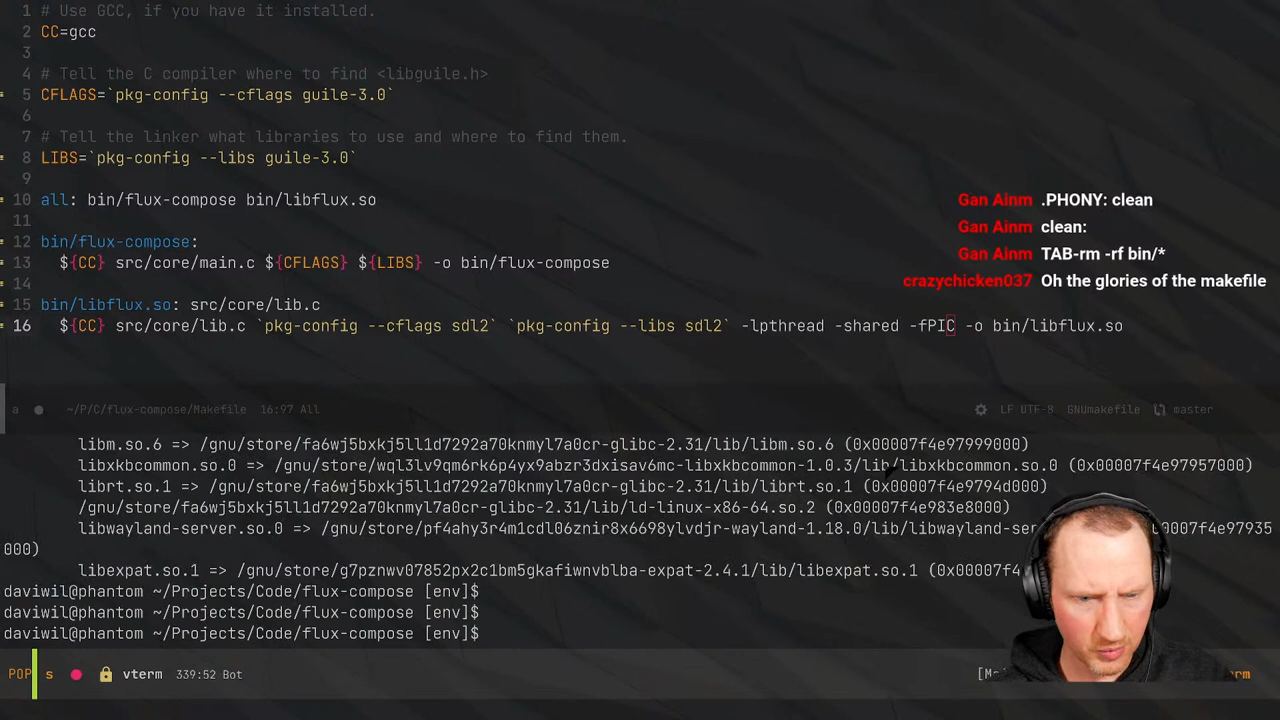 1 # Use GCC, if you have it installed.
2 CC=gcc
3
4 # Tell the C compiler where to find <libguile.h>
5 CFLAGS=`pkg-config --cflags guile-3.0`
6
7 # Tell the linker what libraries to use and where to find them.
8 LIBS=`pkg-config --libs guile-3.0`
9
10 all: bin/flux-compose bin/libflux.so
11
12 bin/flux-compose:
13 ${CC} src/core/main.c ${CFLAGS} ${LIBS} -o bin/flux-compose
14
15 bin/libflux.so: src/core/lib.c
16 ${CC} src/core/lib.c `pkg-config --cflags sdl2` `pkg-config --libs sdl2` -lpthread -shared -fPIC -o bin/libflux.so
Gan Ainm .PHONY: clean
Gan Ainm clean:
Gan Ainm TAB-rm -rf bin/*
crazychicken037 Oh the glories of the makefile
a ~/P/C/flux-compose/Makefile 16:97 All LF UTF-8 GNUmakefile master
libm.so.6 => /gnu/store/fa6wj5bxkj5ll1d7292a70knmyl7a0cr-glibc-2.31/lib/libm.so.6 (0x00007f4e97999000)
libxkbcommon.so.0 => /gnu/store/wql3lv9qm6rk6p4yx9abzr3dxisav6mc-libxkbcommon-1.0.3/lib/libxkbcommon.so.0 (0x00007f4e97957000)
librt.so.1 => /gnu/store/fa6wj5bxkj5ll1d7292a70knmyl7a0cr-glibc-2.31/lib/librt.so.1 (0x00007f4e9794d000)
/gnu/store/fa6wj5bxkj5ll1d7292a70knmyl7a0cr-glibc-2.31/lib/ld-linux-x86-64.so.2 (0x00007f4e983e8000)
libwayland-server.so.0 => /gnu/store/pf4ahy3r4m1cdl06znir8x6698ylvdjr-wayland-1.18.0/lib/libwayland-se 0x00007f4e97935
000)
libexpat.so.1 => /gnu/store/g7pznwv07852px2c1bm5gkafiwnvblba-expat-2.4.1/lib/libexpat.so.1 (0x00007f4
daviwil@phantom ~/Projects/Code/flux-compose [env]$
daviwil@phantom ~/Projects/Code/flux-compose [env]$
daviwil@phantom ~/Projects/Code/flux-compose [env]$
POP s vterm 339:52 Bot